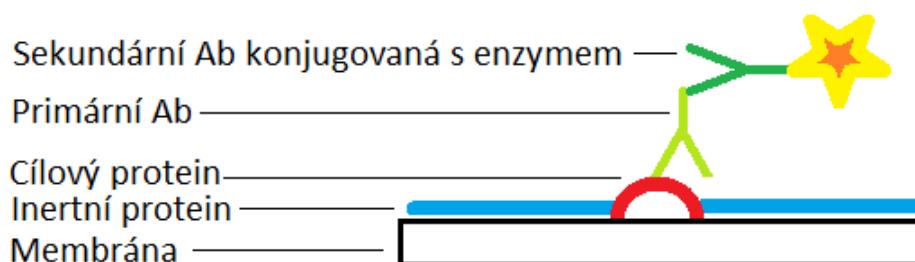 Sekundární Ab konjugovaná s enzymem
Primární Ab
Cílový protein
Inertní protein
Membrána